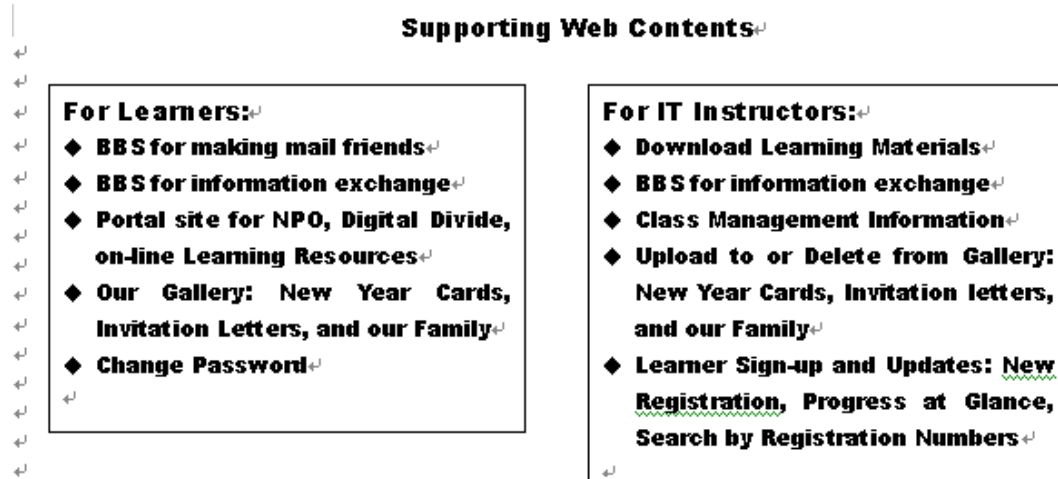 Supporting Web Contents
For Learners:
◆ BBS for making mail friends
◆ BBS for information exchange
◆ Portal site for NPO, Digital Divide,
on-line Learning Resources
◆ Our Gallery: New Year Cards,
Invitation Letters, and our Family
◆ Change Password
For IT Instructors:
◆ Download Learning Materials
◆ BBS for information exchange
◆ Class Management Information
◆ Upload to or Delete from Gallery:
New Year Cards, Invitation letters,
and our Family
◆ Learner Sign-up and Updates: New
Registration, Progress at Glance,
Search by Registration Numbers